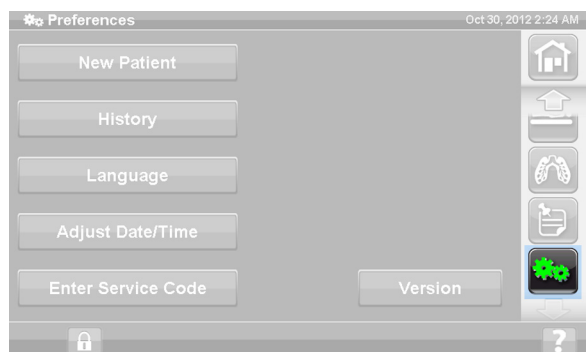 Preferences
Oct 30, 2012 2:24 AM
New Patient
History
Language
Adjust Date/Time
Enter Service Code
Version
?